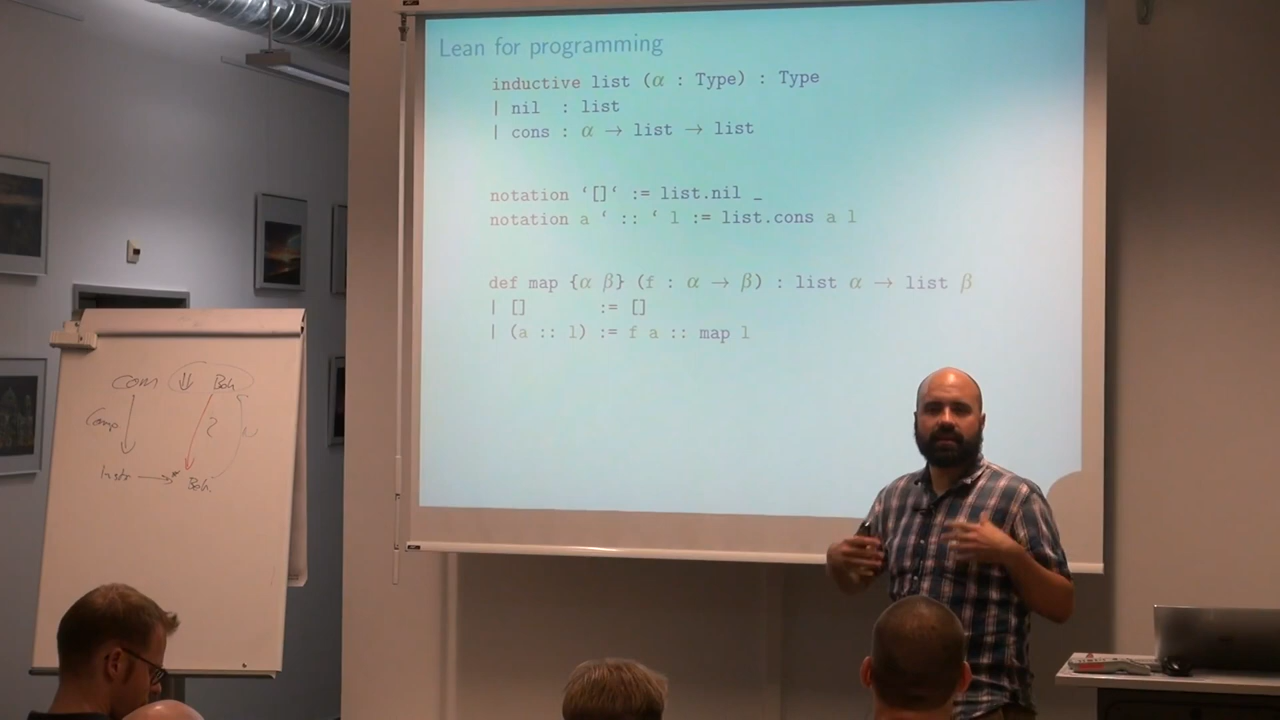 Lean for programming
inductive list (α : Type) : Type
| nil : list
| cons : α → list → list
notation ‘[]‘ := list.nil _
notation a ‘ :: ‘ l := list.cons a l
def map {α β} (f : α → β) : list α → list β
| [] := []
| (a :: l) := f a :: map l
Com ⇓ Beh
Comp
Instr →* Beh.